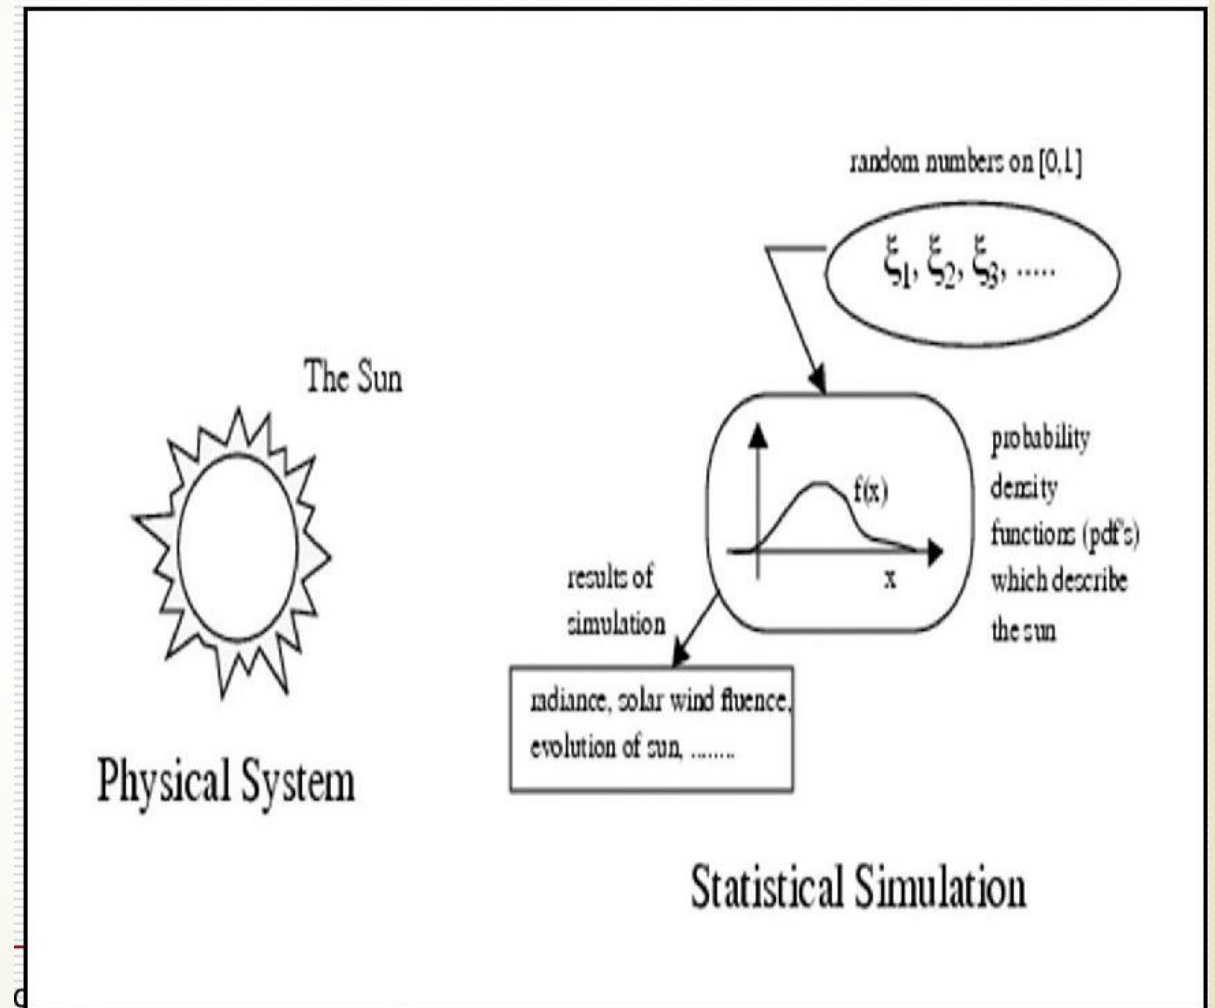 random numbers on [0,1]
ξ1, ξ2, ξ3, .....
The Sun
f(x)
x
probability
density
functions (pdf's)
which describe
the sun
results of
simulation
radiance, solar wind fluence,
evolution of sun, ........
Physical System
Statistical Simulation